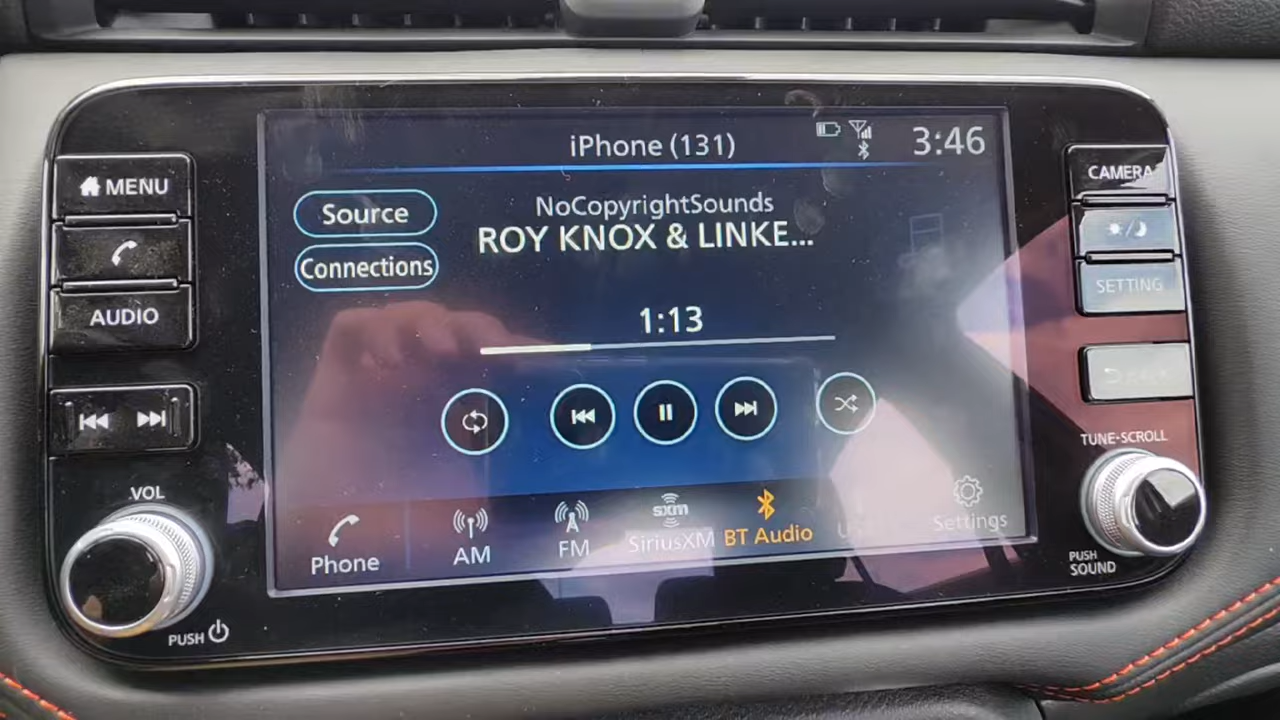 iPhone (131)
3:46
MENU
CAMERA
Source
NoCopyrightSounds
ROY KNOX & LINKE...
Connections
SETTING
AUDIO
1:13
TUNE·SCROLL
VOL
sxm
Phone
AM
FM
SiriusXM
BT Audio
Settings
PUSH
SOUND
PUSH